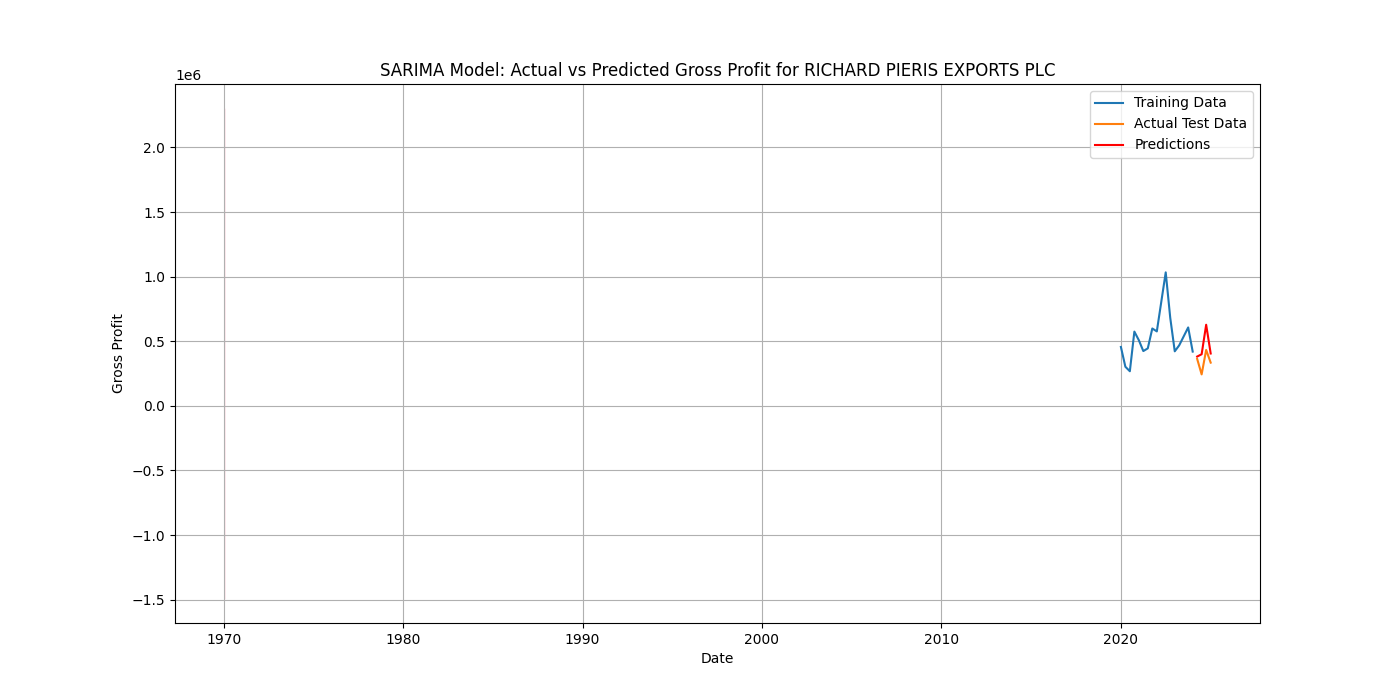 SARIMA Model: Actual vs Predicted Gross Profit for RICHARD PIERIS EXPORTS PLC
1e6
Training Data
Actual Test Data
Predictions
2.0
1.5
1.0
0.5
0.0
−0.5
−1.0
−1.5
Gross Profit
1970 1980 1990 2000 2010 2020
Date